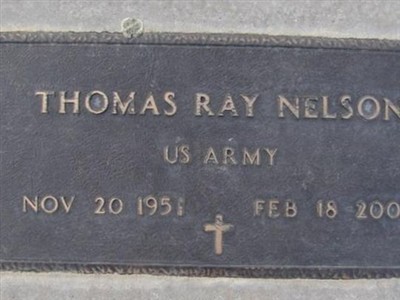 THOMAS RAY NELSON
US ARMY
NOV 20 FEB 18